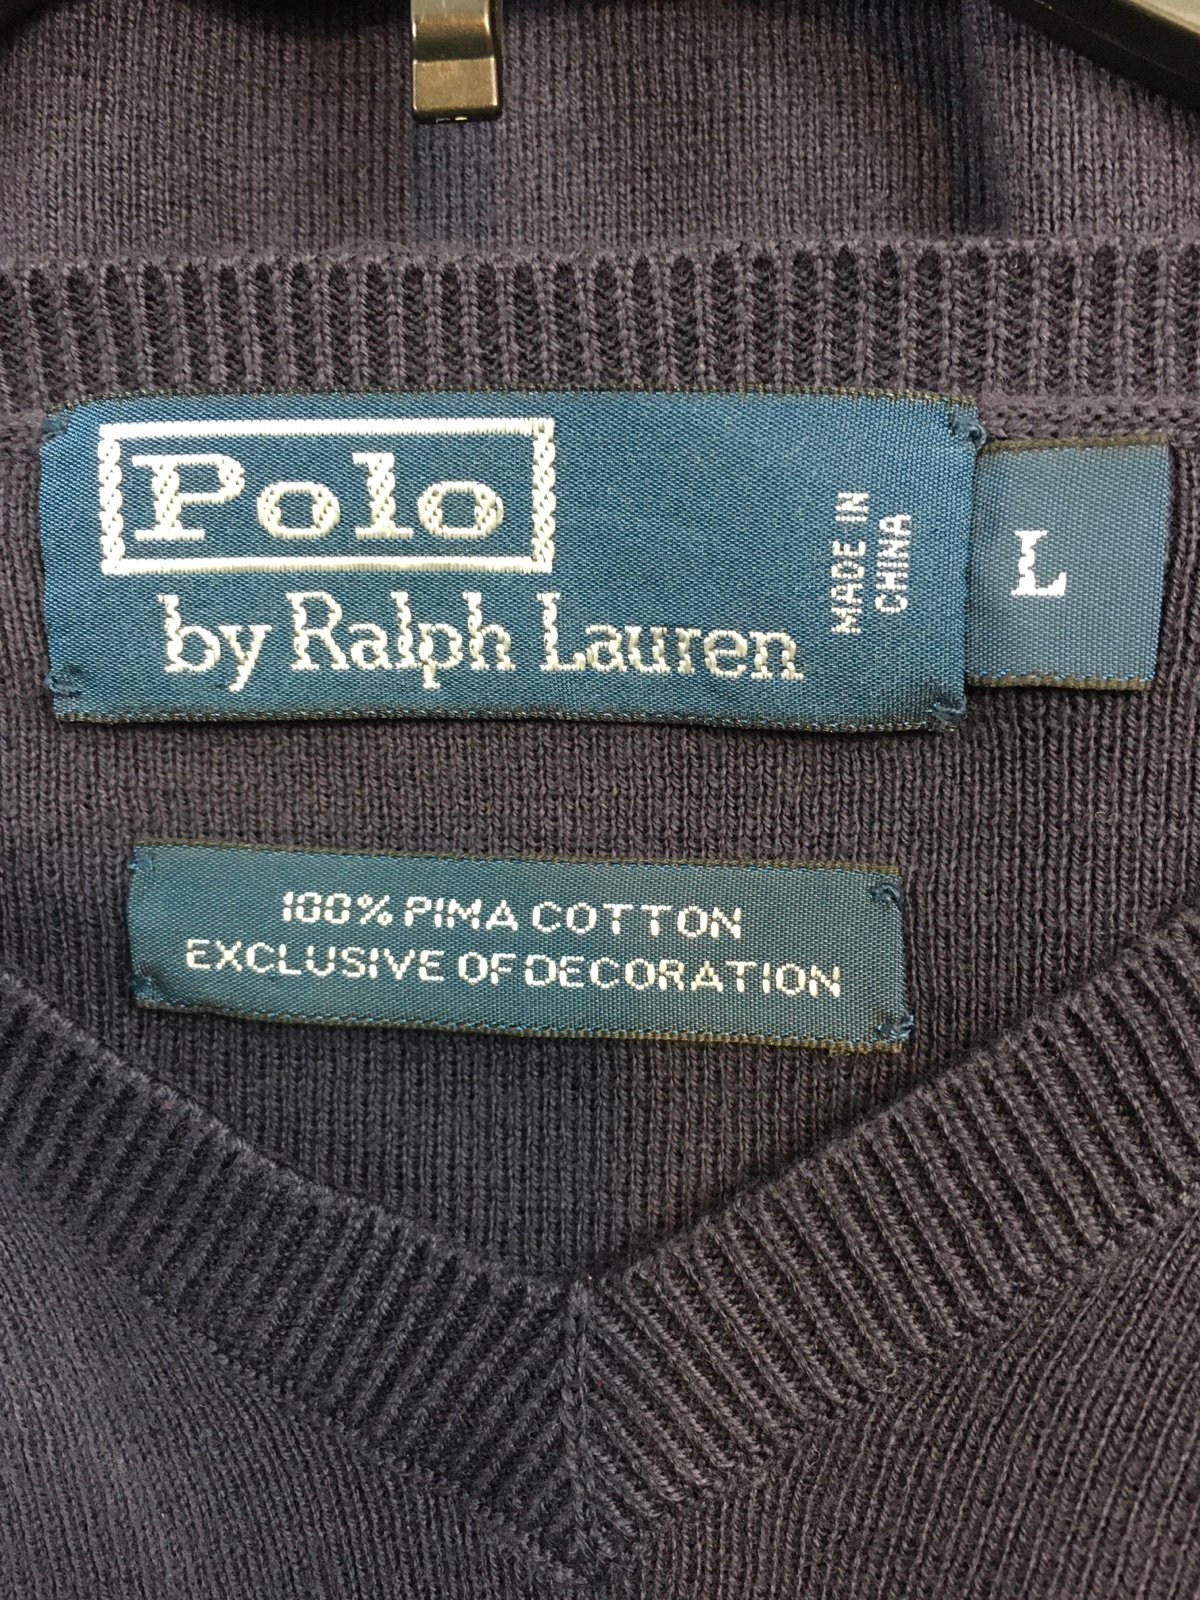 Polo
by Ralph Lauren
MADE IN
CHINA
L
100% PIMA COTTON
EXCLUSIVE OF DECORATION